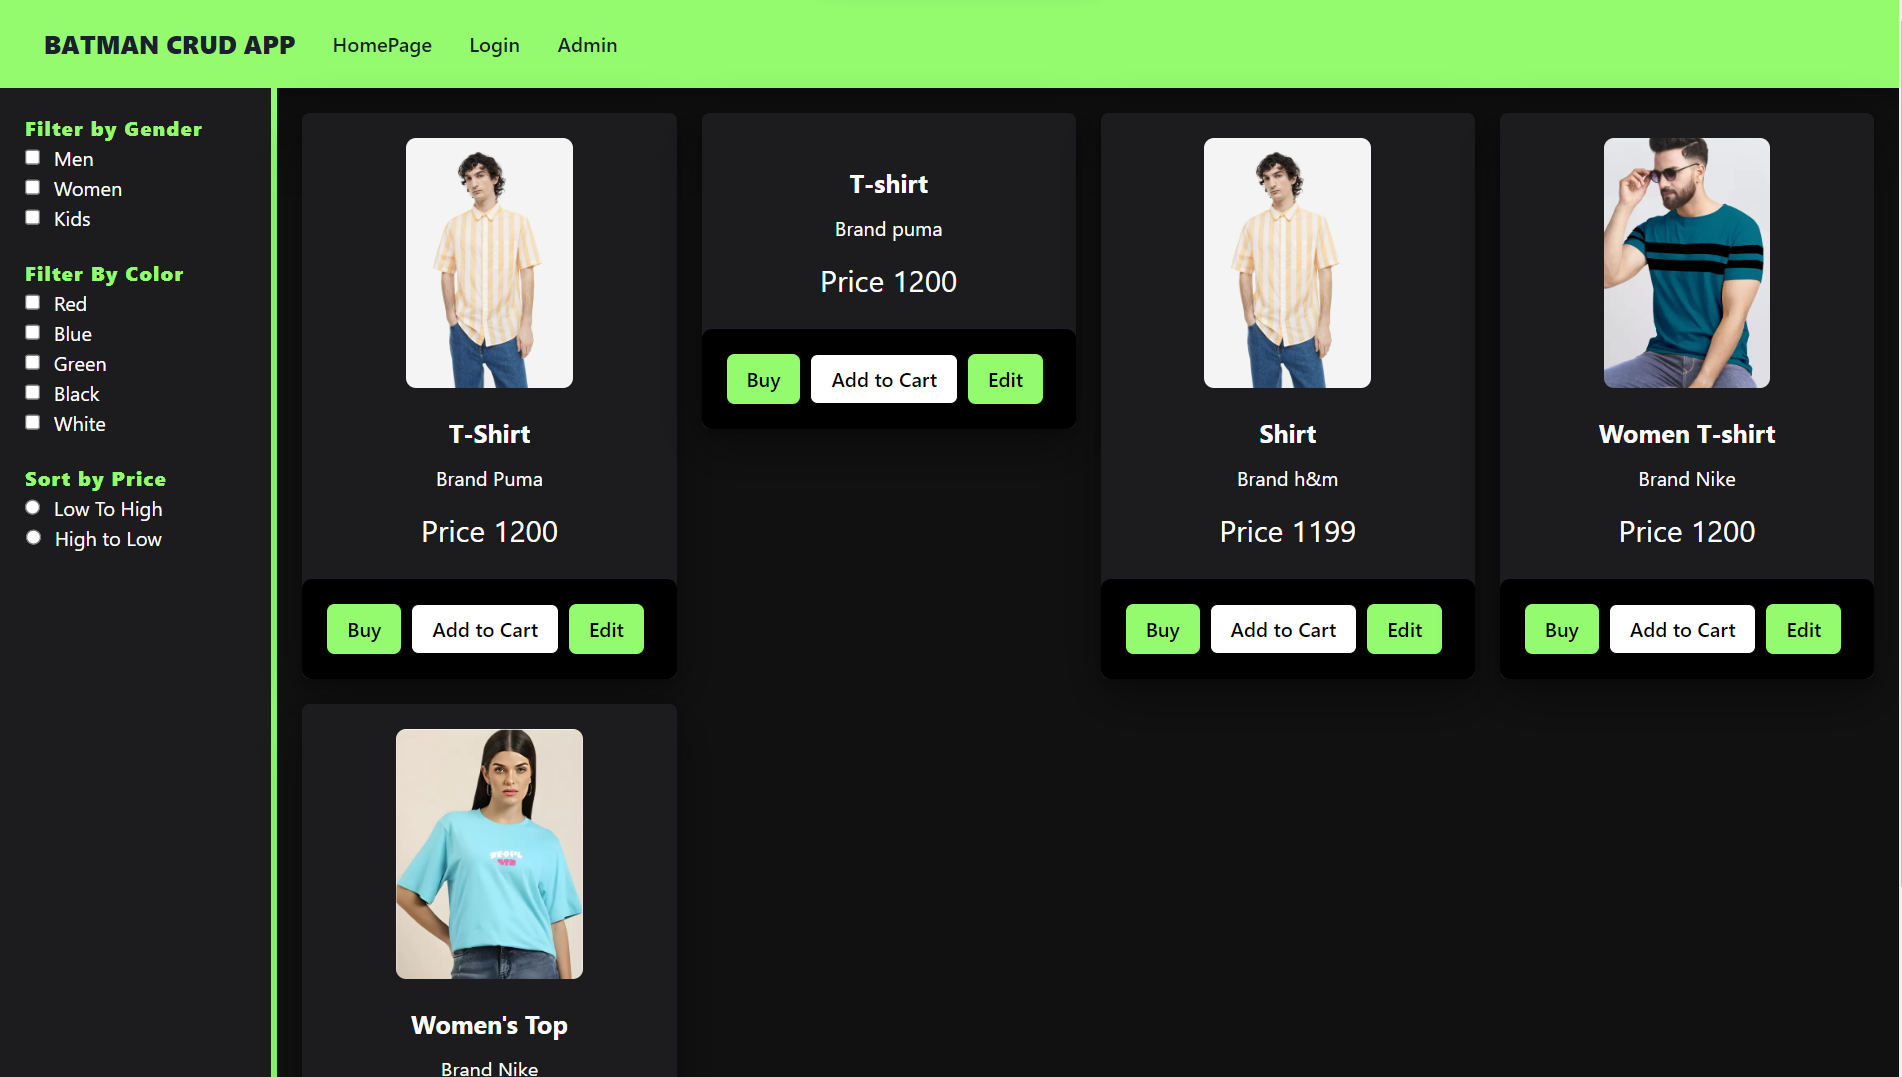 BATMAN CRUD APP HomePage Login Admin
Filter by Gender
Men
Women
Kids
Filter By Color
Red
Blue
Green
Black
White
Sort by Price
Low To High
High to Low
T-Shirt
Brand Puma
Price 1200
Buy Add to Cart Edit
T-shirt
Brand puma
Price 1200
Buy Add to Cart Edit
Shirt
Brand h&m
Price 1199
Buy Add to Cart Edit
Women T-shirt
Brand Nike
Price 1200
Buy Add to Cart Edit
Women's Top
Brand Nike